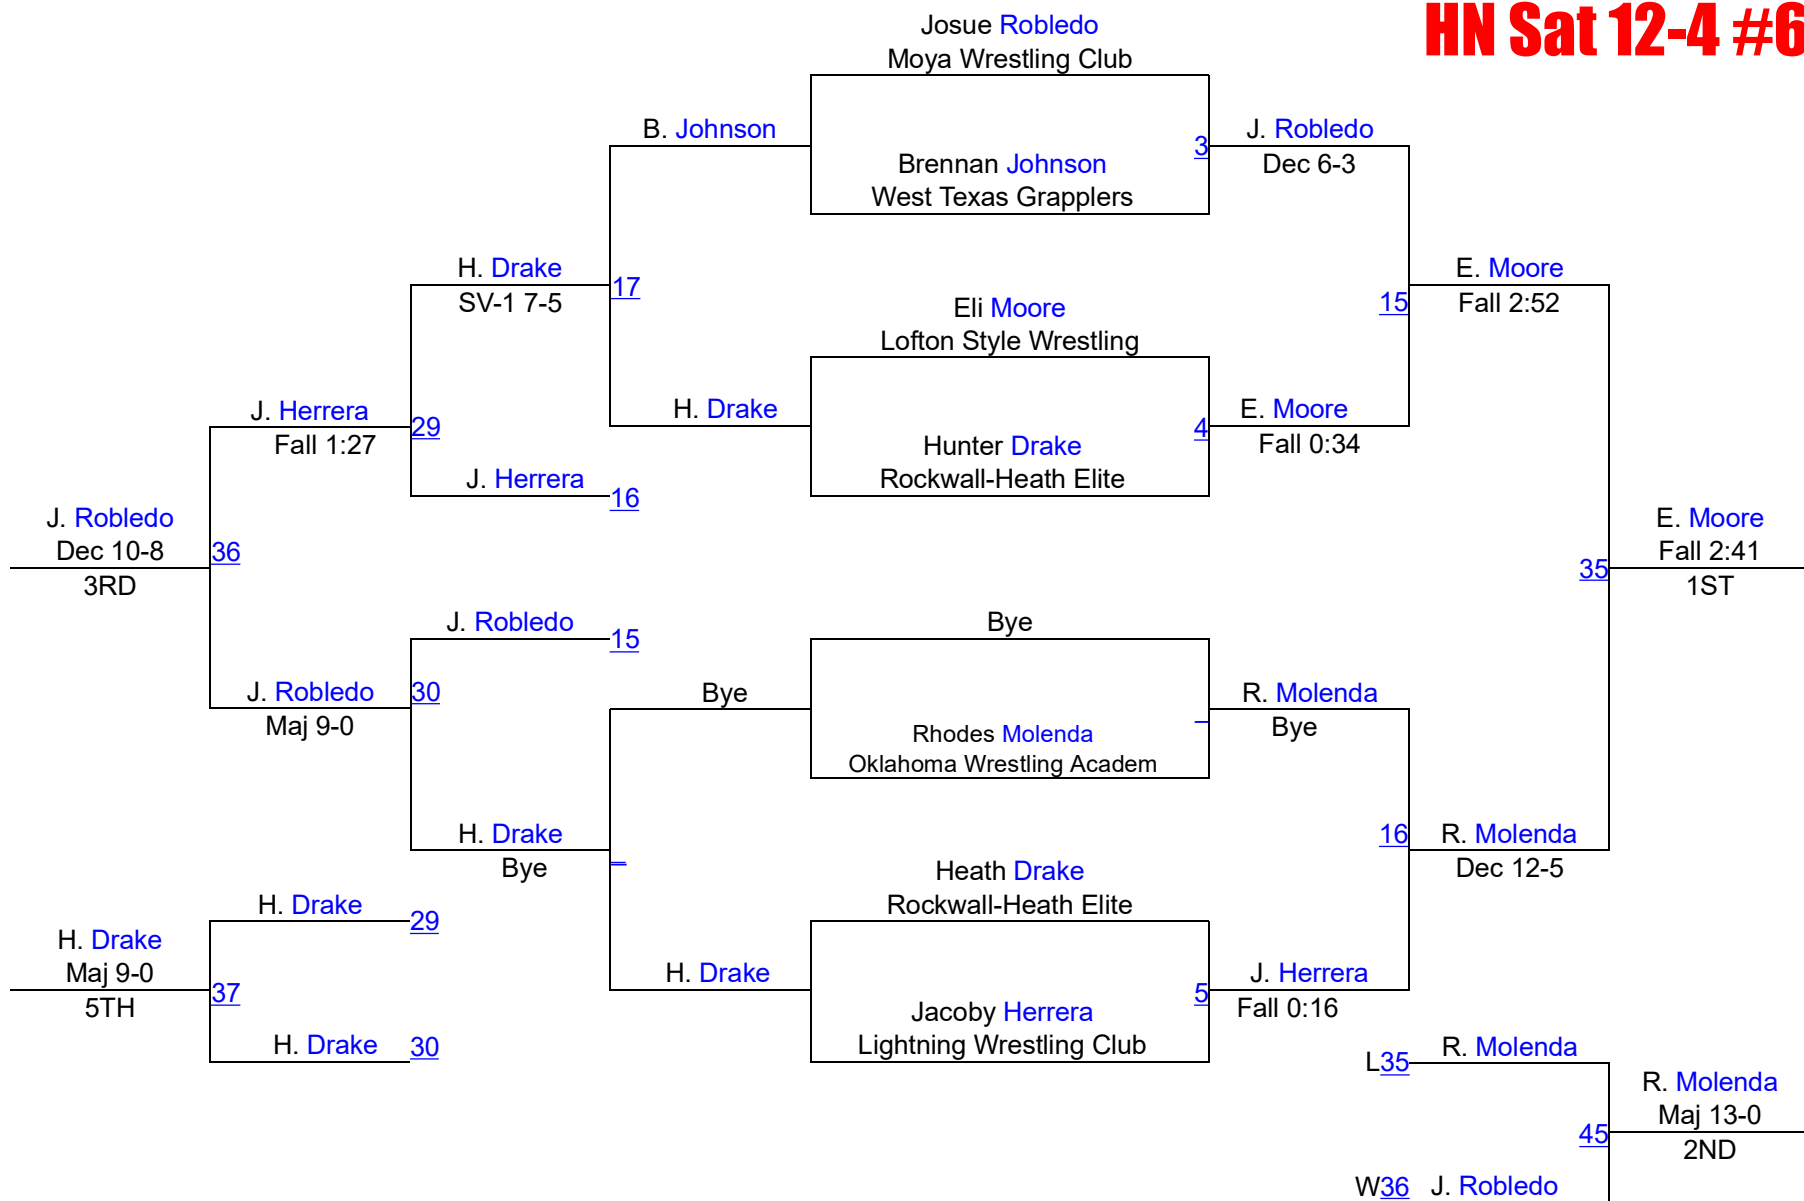 HN Sat 12-4 #6
Josue Robledo
Moya Wrestling Club
B. Johnson
3
J. Robledo
Dec 6-3
Brennan Johnson
West Texas Grapplers
H. Drake
SV-1 7-5
17
Eli Moore
Lofton Style Wrestling
15
E. Moore
Fall 2:52
J. Herrera
Fall 1:27
29
H. Drake
4
E. Moore
Fall 0:34
Hunter Drake
Rockwall-Heath Elite
J. Herrera
16
J. Robledo
Dec 10-8
3RD
36
35
E. Moore
Fall 2:41
1ST
J. Robledo
15
Bye
J. Robledo
Maj 9-0
30
Bye
R. Molenda
Bye
Rhodes Molenda
Oklahoma Wrestling Academ
H. Drake
Bye
16
R. Molenda
Dec 12-5
Heath Drake
Rockwall-Heath Elite
H. Drake
29
H. Drake
Maj 9-0
5TH
37
H. Drake
5
J. Herrera
Fall 0:16
Jacoby Herrera
Lightning Wrestling Club
H. Drake
30
L35
R. Molenda
R. Molenda
Maj 13-0
2ND
45
W36
J. Robledo